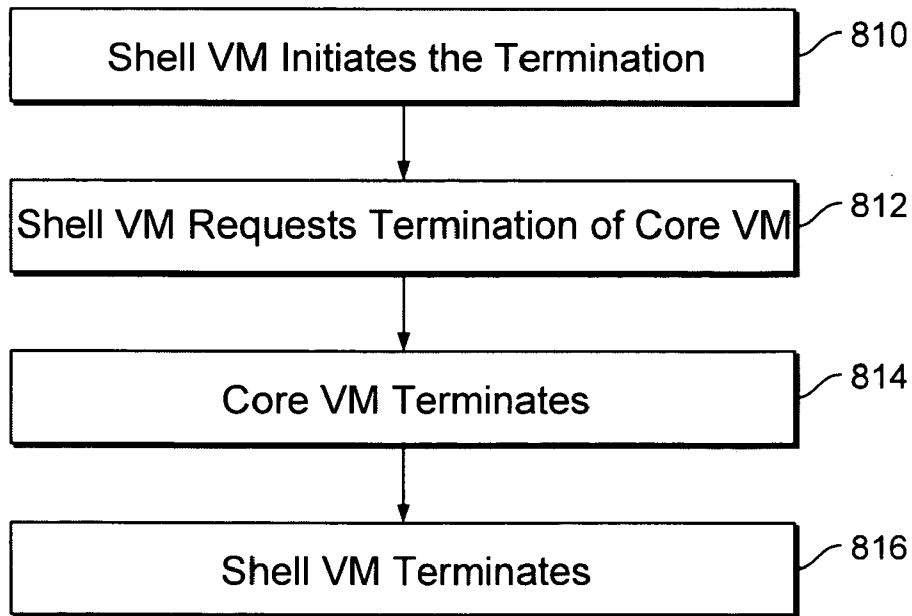 Shell VM Initiates the Termination
810
Shell VM Requests Termination of Core VM
812
Core VM Terminates
814
Shell VM Terminates
816